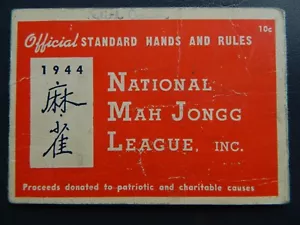 Official STANDARD HANDS AND RULES
10¢
1944
麻
雀
NATIONAL
MAH JONGG
LEAGUE, INC.
Proceeds donated to patriotic and charitable causes